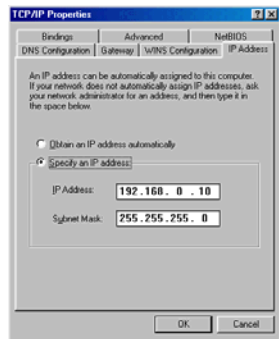 TCP/IP Properties
Bindings Advanced NetBIOS
DNS Configuration Gateway WINS Configuration IP Address
An IP address can be automatically assigned to this computer.
If your network does not automatically assign IP addresses, ask
your network administrator for an address, and then type it in
the space below.
Obtain an IP address automatically
Specify an IP address:
IP Address: 192.168. 0 .10
Subnet Mask: 255.255.255. 0
OK Cancel